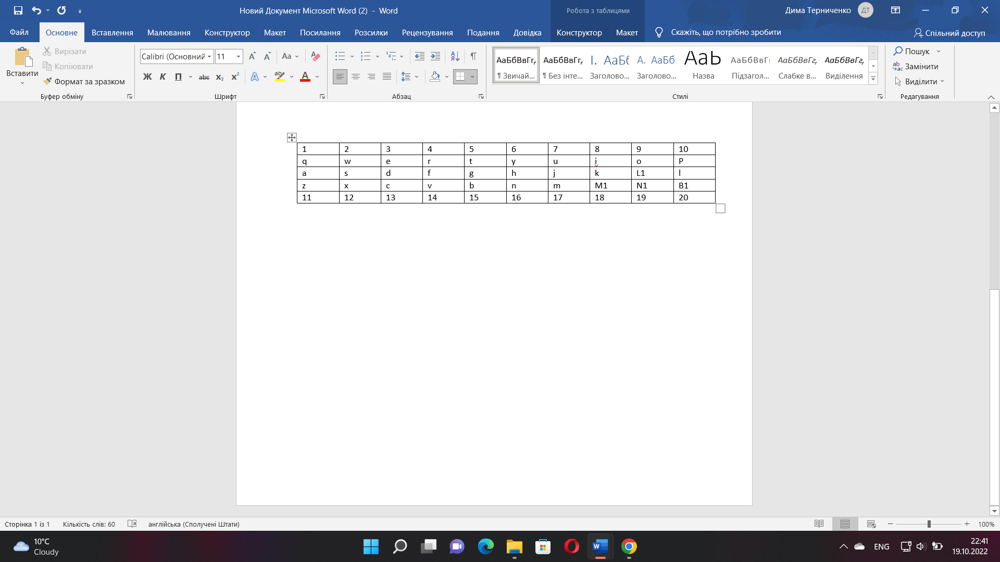 Новий Документ Microsoft Word (2) - Word
Робота з таблицями
Дима Терниченко
ДТ
Файл Основне Вставлення Малювання Конструктор Макет Посилання Розсилки Рецензування Подання Довідка Конструктор Макет Скажіть, що потрібно зробити Спільний доступ
Вставити
Вирізати
Копіювати
Формат за зразком
Буфер обміну
Calibri (Основний 11
Aa
Ж К П abc x₂ x² A aby A
Шрифт
Абзац
АаБбВвГг, АаБбВвГг, І. АаБб А. АаБб АаЬ АаБбВвГг АаБбВвГг, АаБбВвГг,
¶ Звичай... ¶ Без інте... Заголово... Заголово... Назва Підзагол... Слабке в... Виділення
Стилі
Пошук
Замінити
Виділити
Редагування
1 2 3 4 5 6 7 8 9 10
q w e r t y u i o P
a s d f g h j k L1 l
z x c v b n m M1 N1 B1
11 12 13 14 15 16 17 18 19 20
Сторінка 1 із 1 Кількість слів: 60 англійська (Сполучені Штати) 100%
10°C
Cloudy
ENG
22:41
19.10.2022